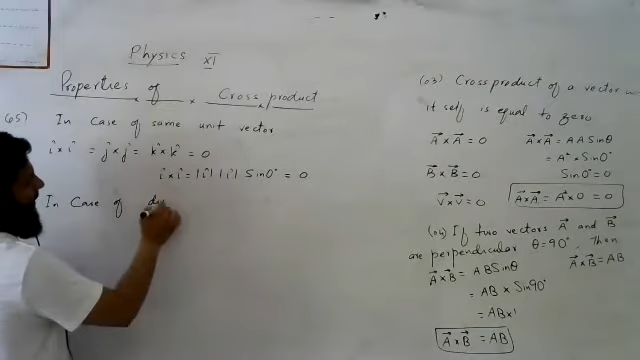 Physics XI
Properties of Cross product
(05) In Case of same unit vector
î × î = ĵ × ĵ = k̂ × k̂ = 0
î × î = |î| |î| Sin0° = 0
In Case of
(03) Cross product of a vector
it self is equal to zero
A⃗ × A⃗ = 0 A⃗ × A⃗ = A A Sinθ
= A² × Sin0°
B⃗ × B⃗ = 0 Sin0° = 0
V⃗ × V⃗ = 0 A⃗ × A⃗ = A² × 0 = 0
(04) If two vectors A⃗ and B⃗
are perpendicular θ = 90°, Then
A⃗ × B⃗ = AB Sinθ A⃗ × B⃗ = AB
= AB × Sin90°
= AB × 1
A⃗ × B⃗ = AB